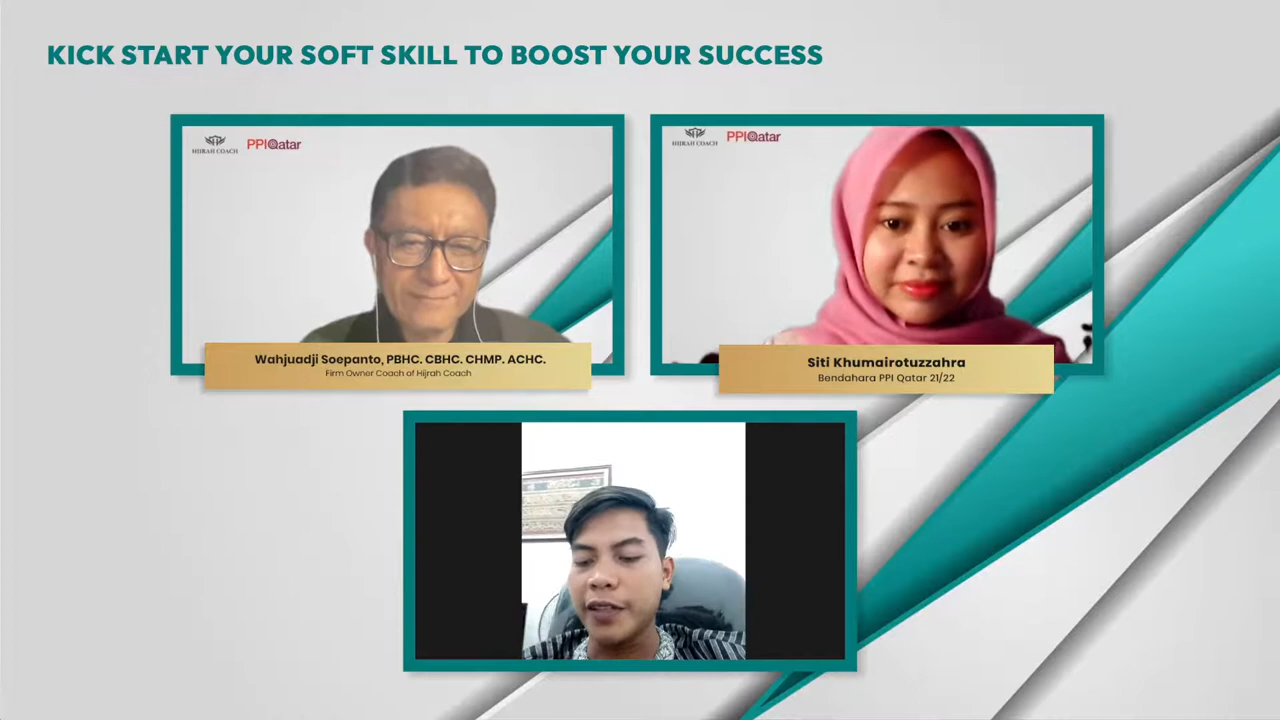 KICK START YOUR SOFT SKILL TO BOOST YOUR SUCCESS
HIJRAH COACH
PPIQatar
HIJRAH COACH
PPIQatar
Wahjuadji Soepanto, PBHC. CBHC. CHMP. ACHC.
Firm Owner Coach of Hijrah Coach
Siti Khumairotuzzahra
Bendahara PPI Qatar 21/22